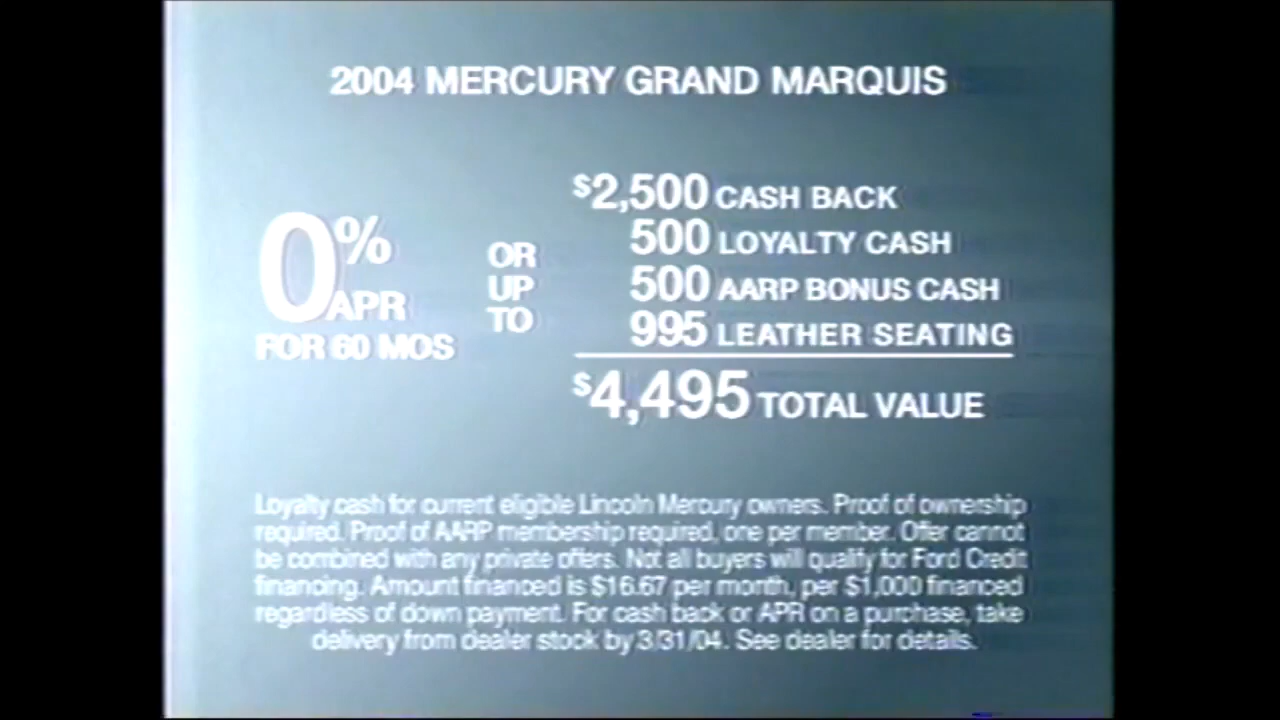 2004 MERCURY GRAND MARQUIS
0% APR
FOR 60 MOS
OR
UP
TO
$2,500 CASH BACK
500 LOYALTY CASH
500 AARP BONUS CASH
995 LEATHER SEATING
$4,495 TOTAL VALUE
Loyalty cash for current eligible Lincoln Mercury owners. Proof of ownership
required. Proof of AARP membership required, one per member. Offer cannot
be combined with any private offers. Not all buyers will qualify for Ford Credit
financing. Amount financed is $16.67 per month, per $1,000 financed
regardless of down payment. For cash back or APR on a purchase, take
delivery from dealer stock by 3/31/04. See dealer for details.